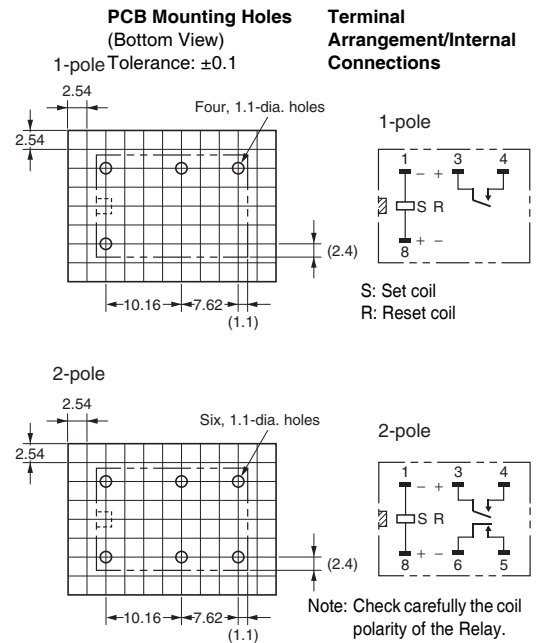 PCB Mounting Holes
(Bottom View)
Tolerance: ±0.1
Terminal
Arrangement/Internal
Connections
1-pole
2.54
2.54
Four, 1.1-dia. holes
(2.4)
10.16
7.62
(1.1)
1-pole
1
3
4
- +
S R
+ -
8
S: Set coil
R: Reset coil
2-pole
2.54
2.54
Six, 1.1-dia. holes
(2.4)
10.16
7.62
(1.1)
2-pole
1
3
4
- +
S R
+ -
8
6
5
Note: Check carefully the coil
polarity of the Relay.